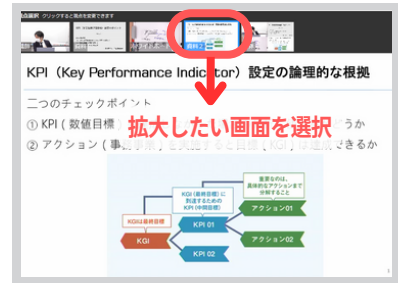 視点選択 クリックすると視点を変更できます
資料
KPI（Key Performance Indicator）設定の論理的な根拠
二つのチェックポイント
① KPI ( 数値目標 うか
拡大したい画面を選択
② アクション ( 事 できるか
重要なのは、
具体的なアクションまで
分解すること
KGI（最終目標）に
到達するための
KPI（中間目標）
アクション01
KGIは最終目標
KPI 01
KGI
アクション02
KPI 02